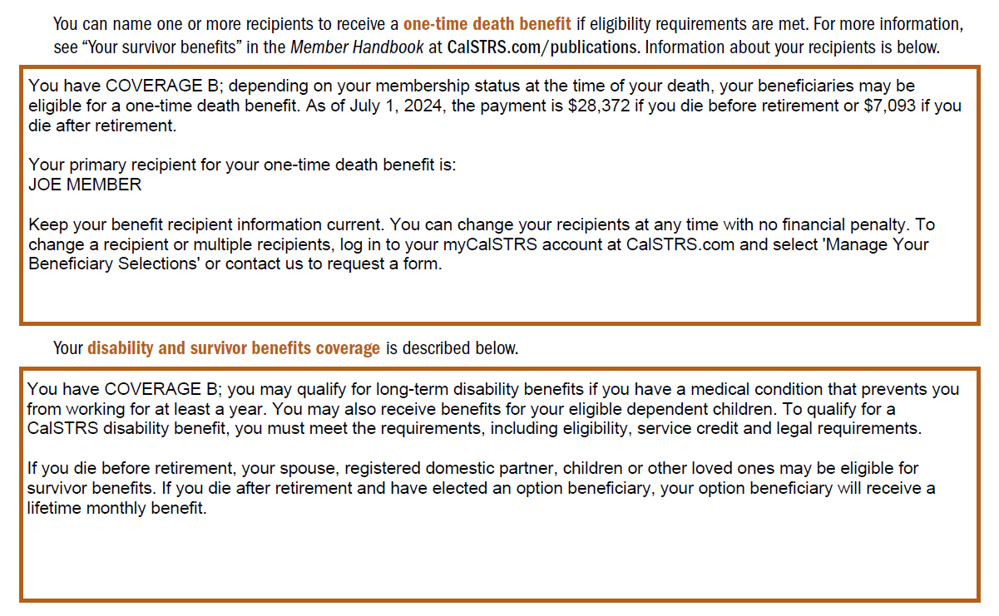 You can name one or more recipients to receive a one-time death benefit if eligibility requirements are met. For more information,
see “Your survivor benefits” in the Member Handbook at CalSTRS.com/publications. Information about your recipients is below.
You have COVERAGE B; depending on your membership status at the time of your death, your beneficiaries may be
eligible for a one-time death benefit. As of July 1, 2024, the payment is $28,372 if you die before retirement or $7,093 if you
die after retirement.
Your primary recipient for your one-time death benefit is:
JOE MEMBER
Keep your benefit recipient information current. You can change your recipients at any time with no financial penalty. To
change a recipient or multiple recipients, log in to your myCalSTRS account at CalSTRS.com and select 'Manage Your
Beneficiary Selections' or contact us to request a form.
Your disability and survivor benefits coverage is described below.
You have COVERAGE B; you may qualify for long-term disability benefits if you have a medical condition that prevents you
from working for at least a year. You may also receive benefits for your eligible dependent children. To qualify for a
CalSTRS disability benefit, you must meet the requirements, including eligibility, service credit and legal requirements.
If you die before retirement, your spouse, registered domestic partner, children or other loved ones may be eligible for
survivor benefits. If you die after retirement and have elected an option beneficiary, your option beneficiary will receive a
lifetime monthly benefit.